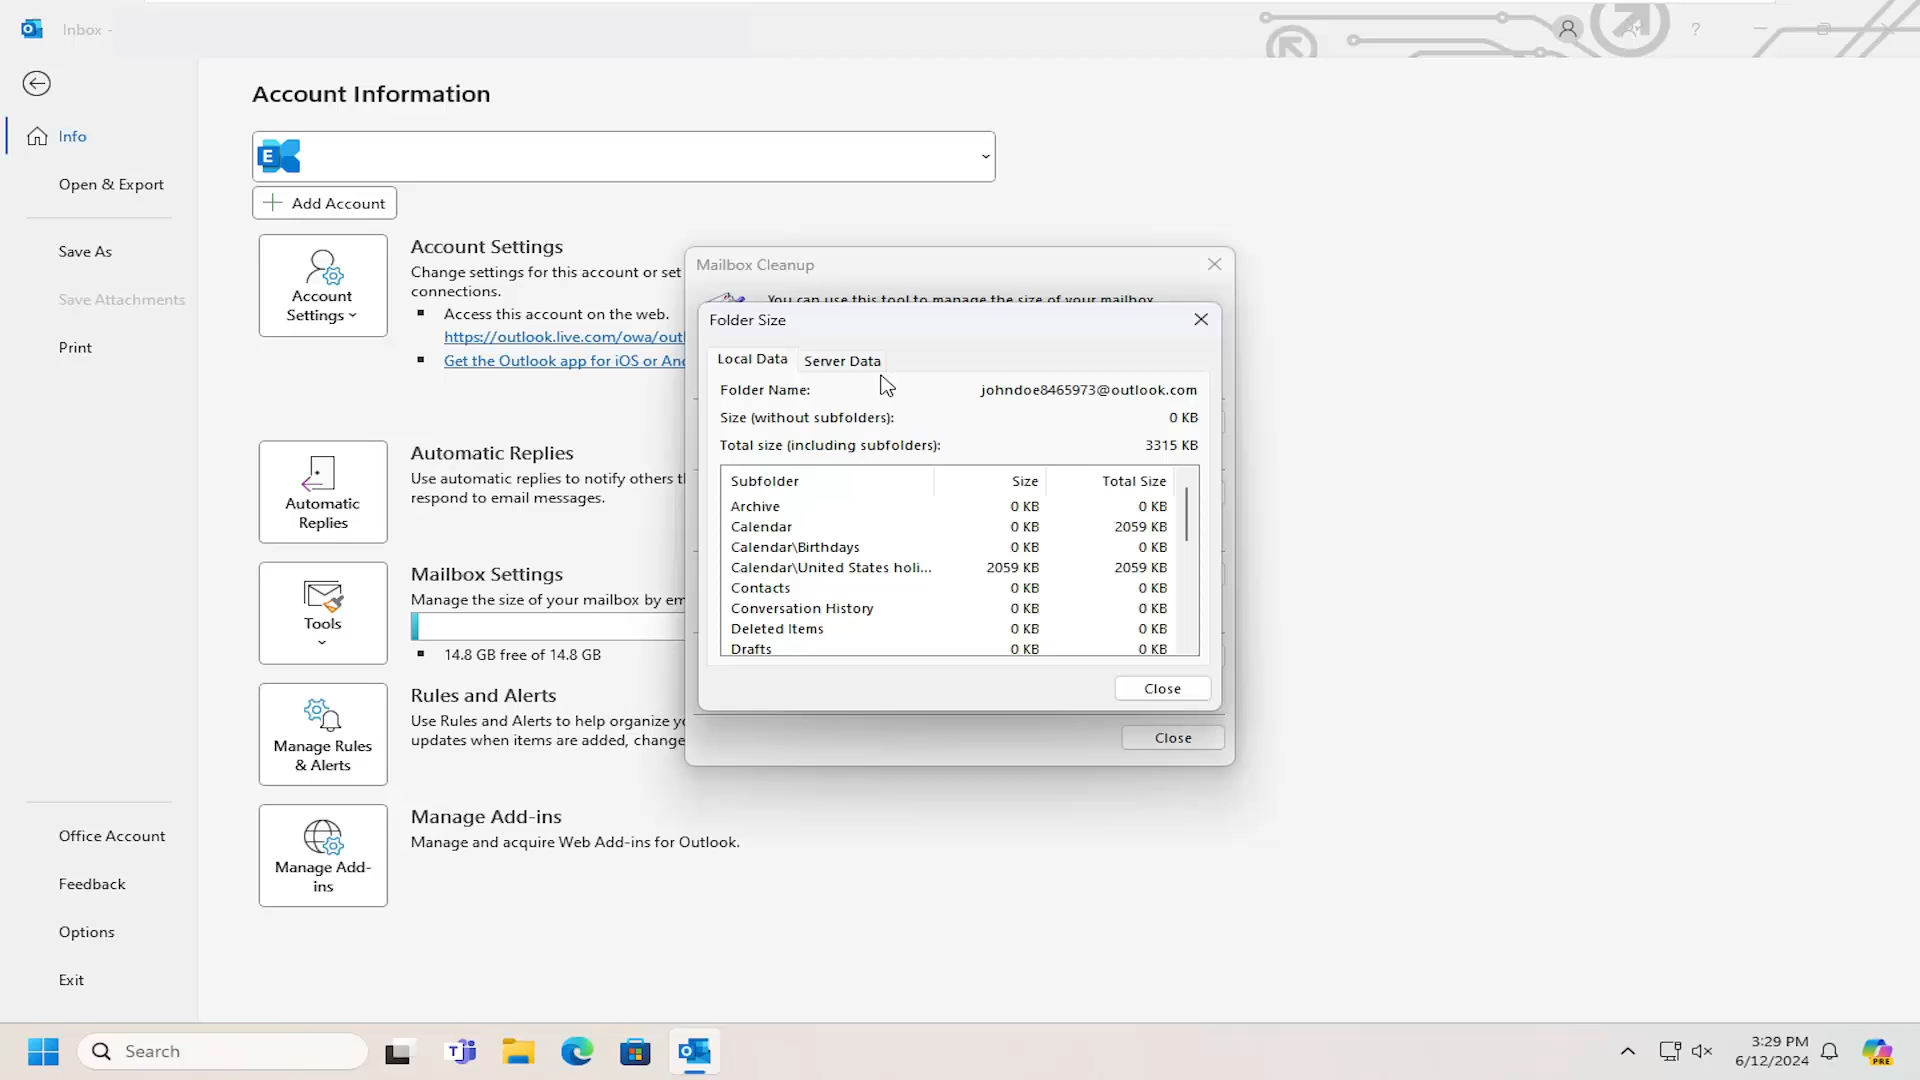 Inbox -
Account Information
Info
Open & Export
Save As
Save Attachments
Print
Office Account
Feedback
Options
Exit
E
Add Account
Account
Settings
Account Settings
Change settings for this account or set
connections.
Access this account on the web.
https://outlook.live.com/owa/outl
Get the Outlook app for iOS or And
Automatic
Replies
Automatic Replies
Use automatic replies to notify others t
respond to email messages.
Tools
Mailbox Settings
Manage the size of your mailbox by em
14.8 GB free of 14.8 GB
Manage Rules
& Alerts
Rules and Alerts
Use Rules and Alerts to help organize yo
updates when items are added, change
Manage Add-
ins
Manage Add-ins
Manage and acquire Web Add-ins for Outlook.
Mailbox Cleanup
You can use this tool to manage the size of your mailbox
Folder Size
Local Data Server Data
Folder Name: johndoe8465973@outlook.com
Size (without subfolders): 0 KB
Total size (including subfolders): 3315 KB
Subfolder Size Total Size
Archive 0 KB 0 KB
Calendar 0 KB 2059 KB
Calendar\Birthdays 0 KB 0 KB
Calendar\United States holi... 2059 KB 2059 KB
Contacts 0 KB 0 KB
Conversation History 0 KB 0 KB
Deleted Items 0 KB 0 KB
Drafts 0 KB 0 KB
Close
Close
Search
3:29 PM
6/12/2024
PRE